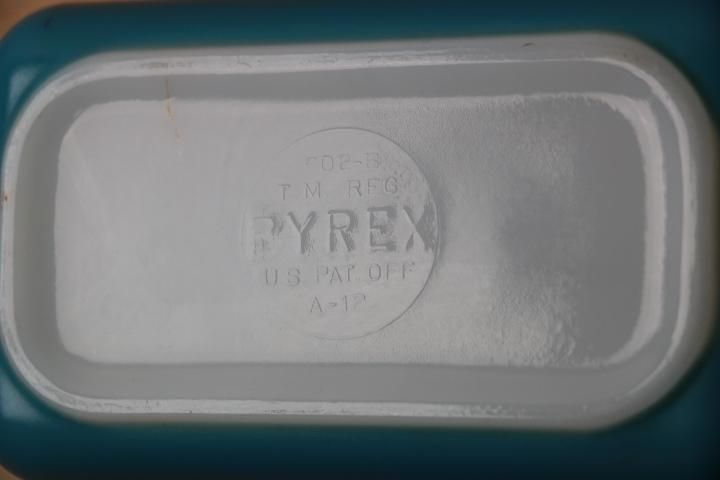 502-B
T.M. REG.
PYREX
U.S. PAT. OFF.
A-12